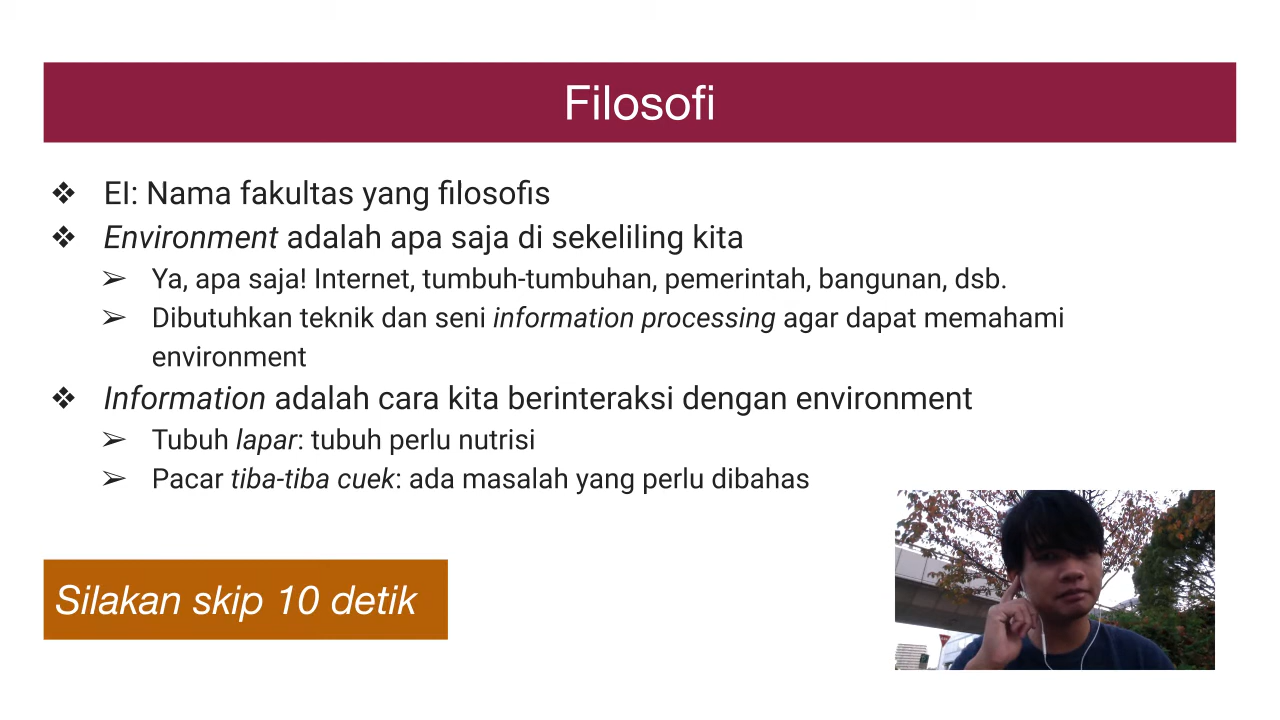 Filosofi
❖ EI: Nama fakultas yang filosofis
❖ Environment adalah apa saja di sekeliling kita
➢ Ya, apa saja! Internet, tumbuh-tumbuhan, pemerintah, bangunan, dsb.
➢ Dibutuhkan teknik dan seni information processing agar dapat memahami
environment
❖ Information adalah cara kita berinteraksi dengan environment
➢ Tubuh lapar: tubuh perlu nutrisi
➢ Pacar tiba-tiba cuek: ada masalah yang perlu dibahas
Silakan skip 10 detik